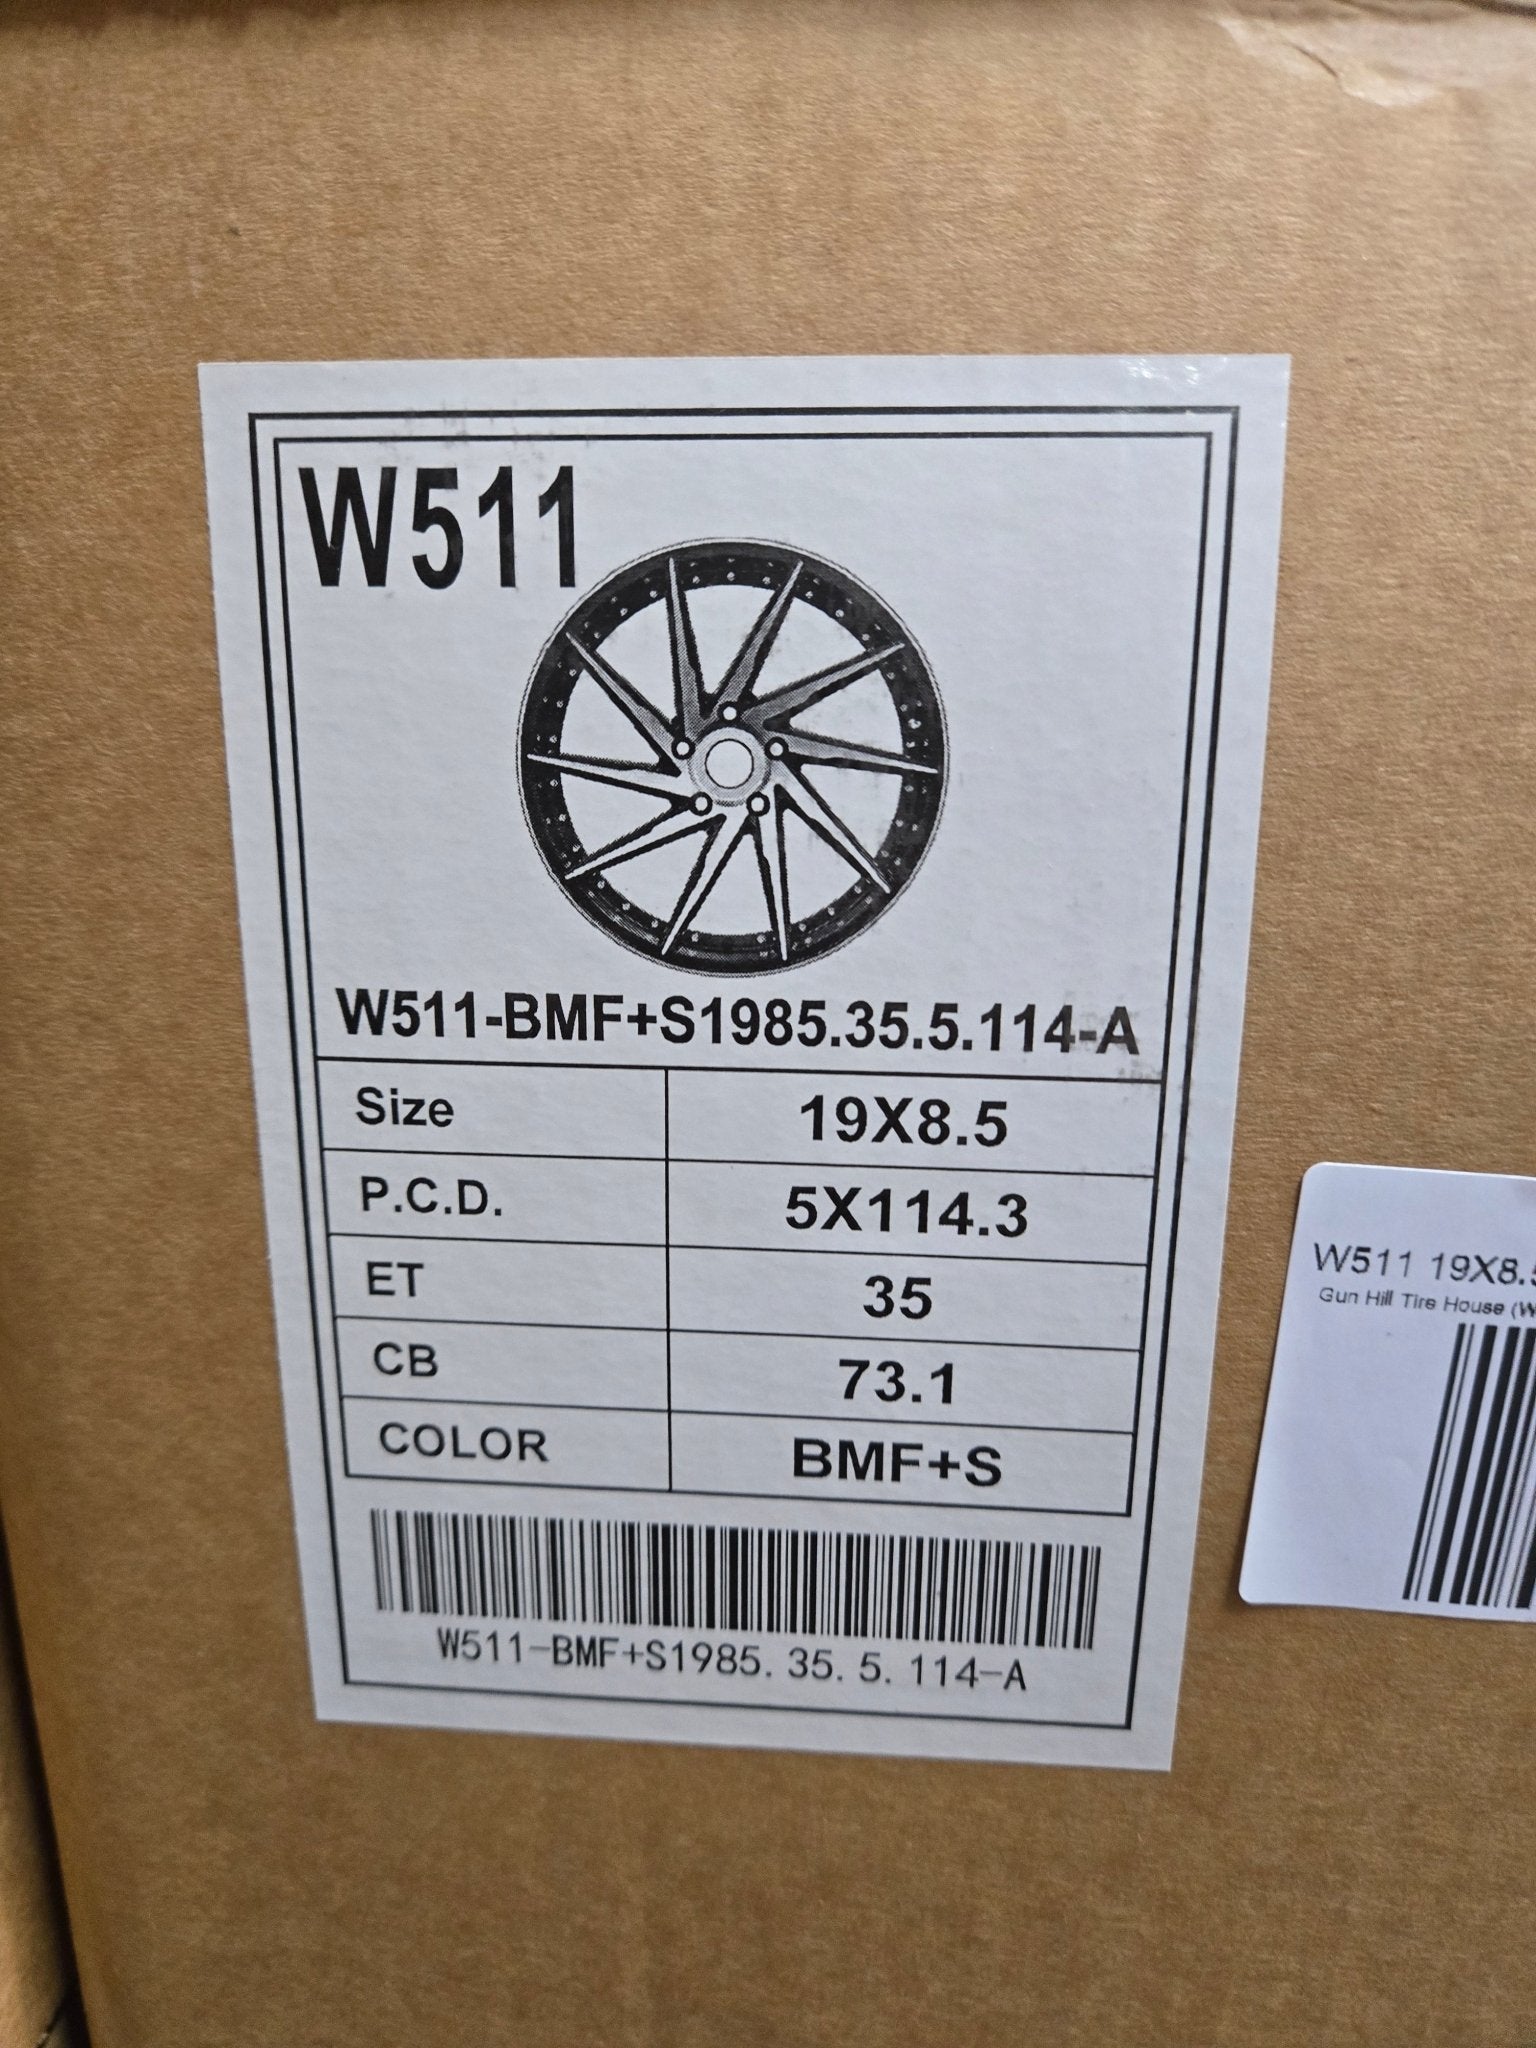 W511
W511-BMF+S1985.35.5.114-A
Size 19X8.5
P.C.D. 5X114.3
ET 35
CB 73.1
COLOR BMF+S
W511-BMF+S1985.35.5.114-A
W511 19X8.5
Gun Hill Tire House (W